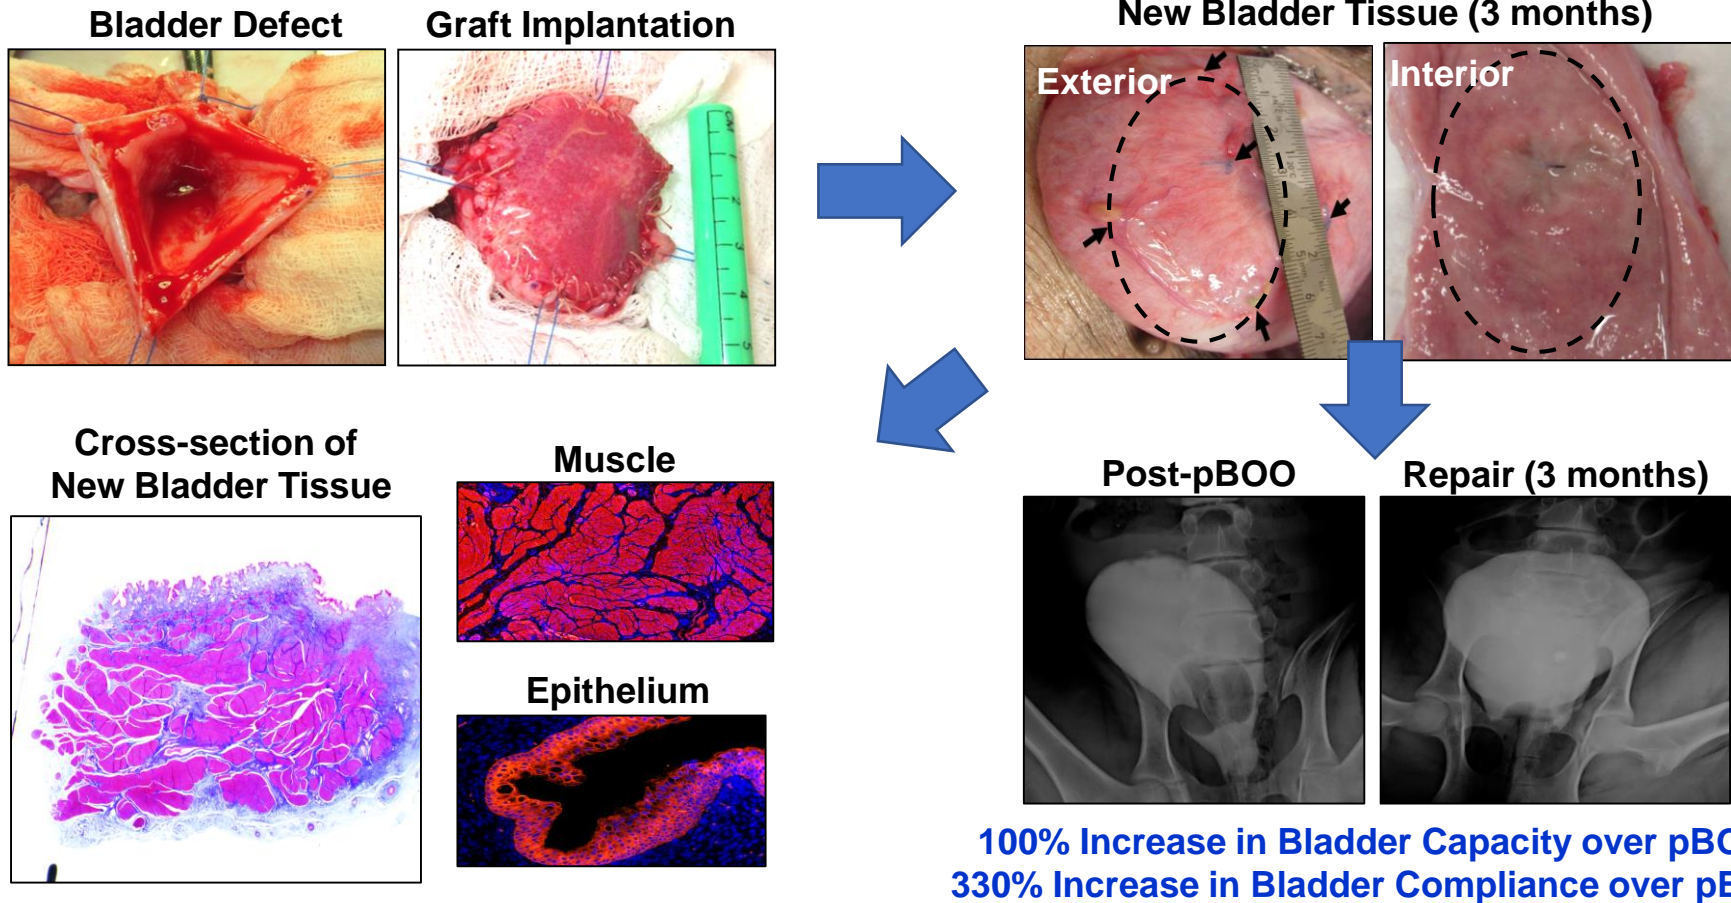 Bladder Defect
Graft Implantation
New Bladder Tissue (3 months)
Exterior
Interior
Cross-section of
New Bladder Tissue
Muscle
Epithelium
Post-pBOO
Repair (3 months)
100% Increase in Bladder Capacity over
330% Increase in Bladder Compliance over